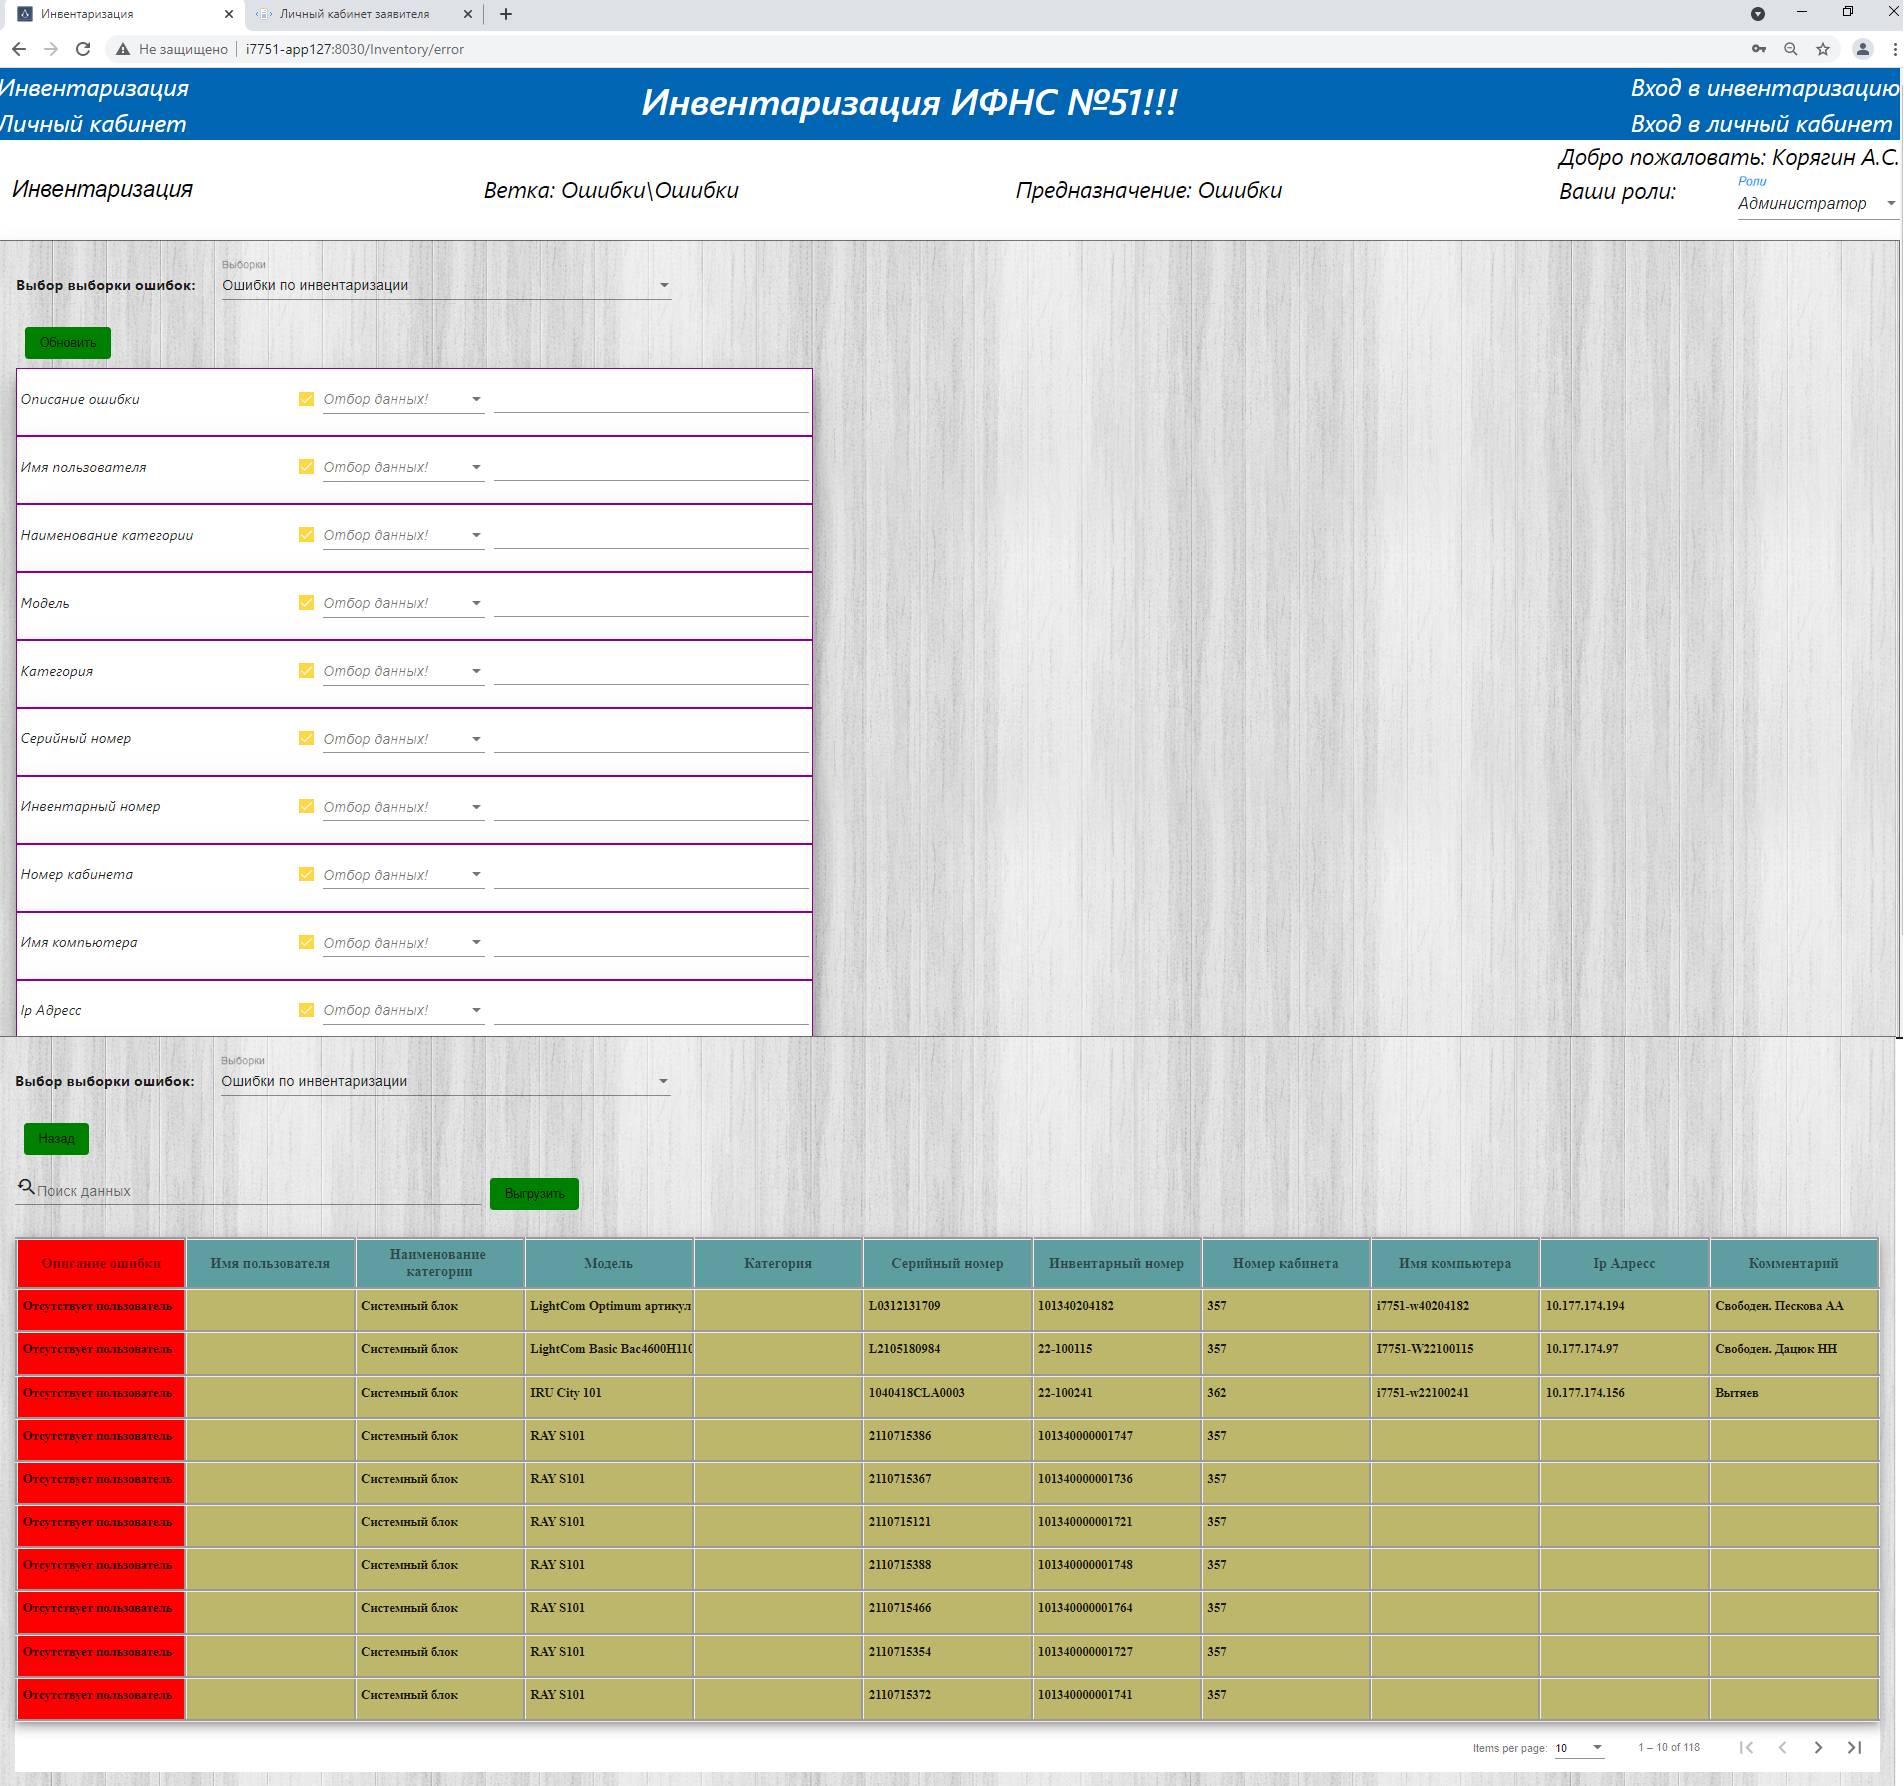 Инвентаризация
Личный кабинет заявителя
Не защищено
i7751-app127:8030/Inventory/error
Инвентаризация
Личный кабинет
Инвентаризация ИФНС №51!!!
Вход в инвентаризацию
Вход в личный кабинет
Добро пожаловать: Корягин А.С.
Инвентаризация
Ветка: Ошибки\Ошибки
Предназначение: Ошибки
Ваши роли:
Роли
Администратор
Выбор выборки ошибок:
Выборки
Ошибки по инвентаризации
Обновить
Описание ошибки Отбор данных!
Имя пользователя Отбор данных!
Наименование категории Отбор данных!
Модель Отбор данных!
Категория Отбор данных!
Серийный номер Отбор данных!
Инвентарный номер Отбор данных!
Номер кабинета Отбор данных!
Имя компьютера Отбор данных!
Ip Адресс Отбор данных!
Выбор выборки ошибок:
Выборки
Ошибки по инвентаризации
Назад
Поиск данных
Выгрузить
Описание ошибки Имя пользователя Наименование категории Модель Категория Серийный номер Инвентарный номер Номер кабинета Имя компьютера Ip Адресс Комментарий
Отсутствует пользователь Системный блок LightCom Optimum артикул L0312131709 101340204182 357 i7751-w40204182 10.177.174.194 Свободен. Пескова АА
Отсутствует пользователь Системный блок LightCom Basic Bac4600H110 L2105180984 22-100115 357 I7751-W22100115 10.177.174.97 Свободен. Дацюк НН
Отсутствует пользователь Системный блок IRU City 101 1040418CLA0003 22-100241 362 i7751-w22100241 10.177.174.156 Вытяев
Отсутствует пользователь Системный блок RAY S101 2110715386 101340000001747 357
Отсутствует пользователь Системный блок RAY S101 2110715367 101340000001736 357
Отсутствует пользователь Системный блок RAY S101 2110715121 101340000001721 357
Отсутствует пользователь Системный блок RAY S101 2110715388 101340000001748 357
Отсутствует пользователь Системный блок RAY S101 2110715466 101340000001764 357
Отсутствует пользователь Системный блок RAY S101 2110715354 101340000001727 357
Отсутствует пользователь Системный блок RAY S101 2110715372 101340000001741 357
Items per page: 10 1 – 10 of 118